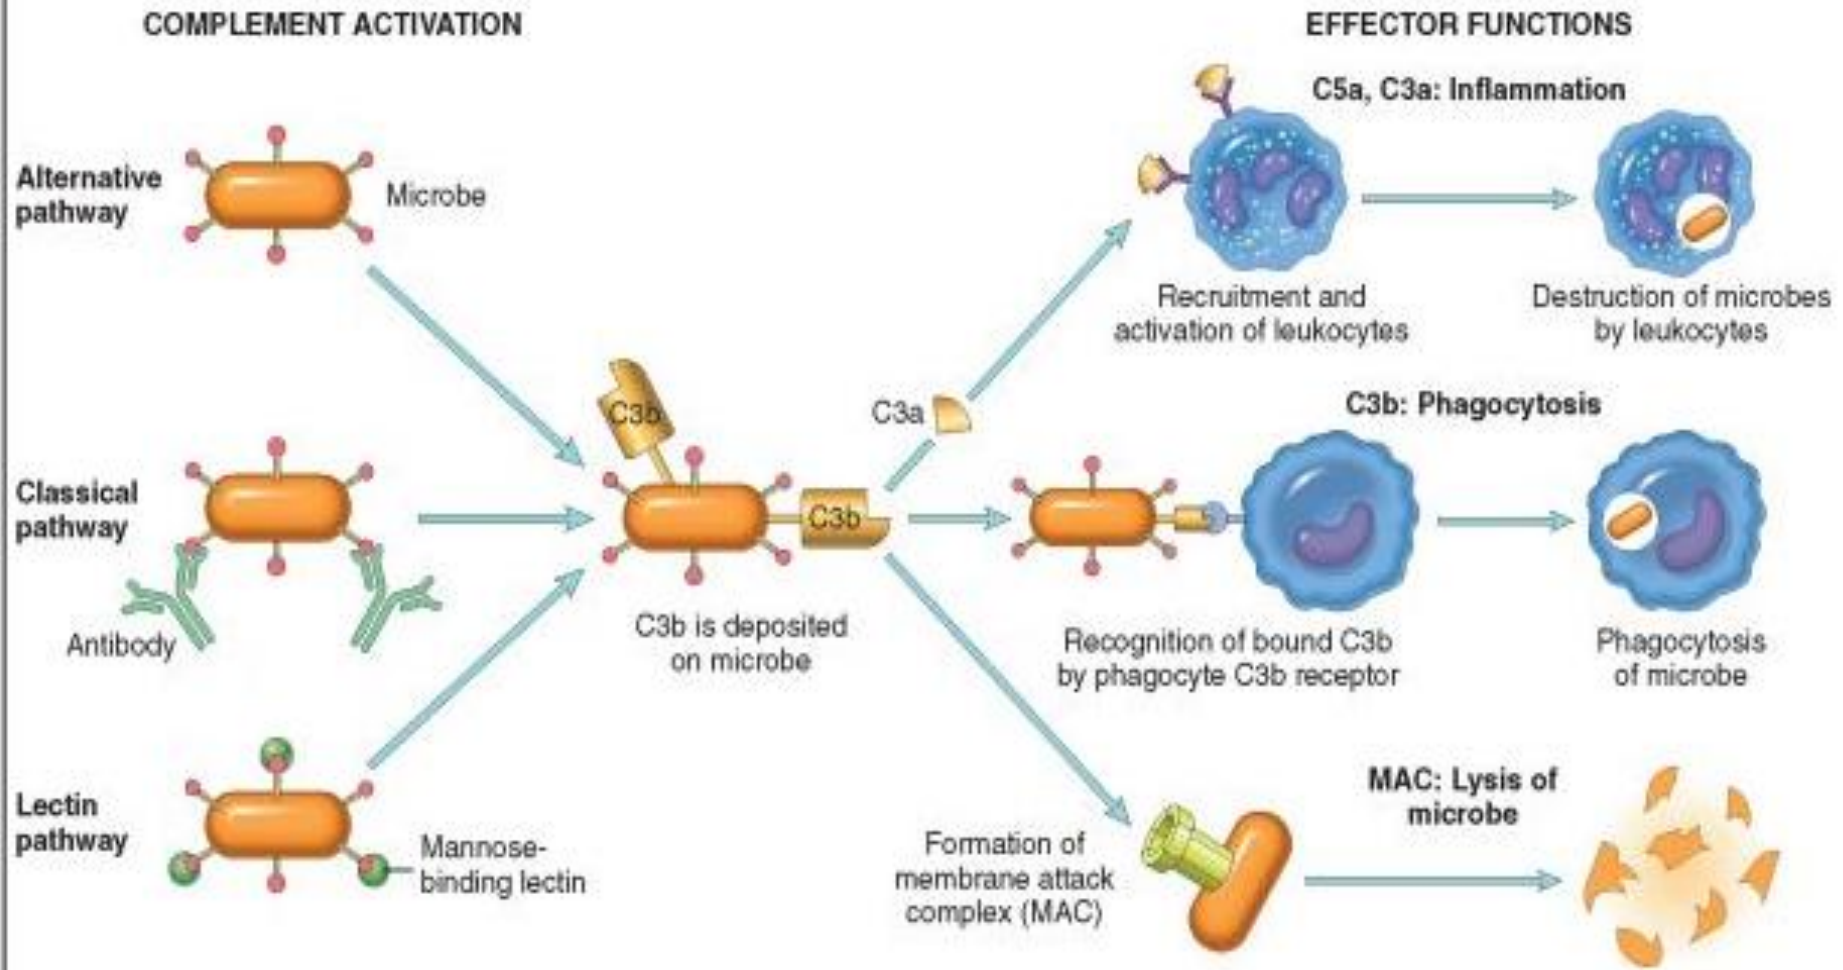 COMPLEMENT ACTIVATION
EFFECTOR FUNCTIONS
C5a, C3a: Inflammation
Alternative
pathway
Microbe
Recruitment and
activation of leukocytes
Destruction of microbes
by leukocytes
C3b
C3a
C3b: Phagocytosis
Classical
pathway
C3b
Antibody
C3b is deposited
on microbe
Recognition of bound C3b
by phagocyte C3b receptor
Phagocytosis
of microbe
Lectin
pathway
Mannose-
binding lectin
Formation of
membrane attack
complex (MAC)
MAC: Lysis of
microbe